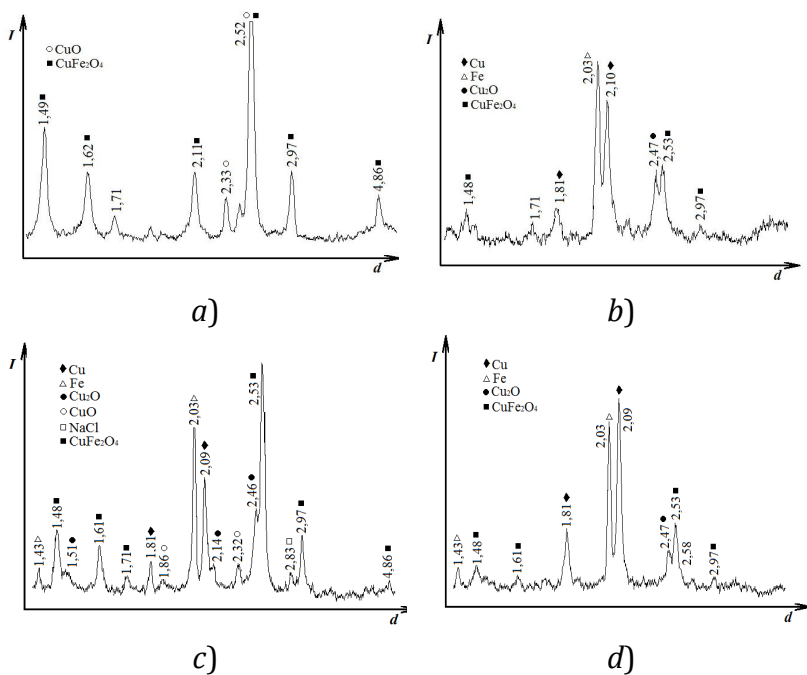 I
○ CuO
■ CuFe₂O₄
1,49■
1,62■
1,71
2,11■
2,33○
2,52○■
2,97■
4,86■
d
a)
I
◆ Cu
△ Fe
● Cu₂O
■ CuFe₂O₄
1,48■
1,71
1,81◆
2,03△
2,10◆
2,47●
2,53■
2,97■
d
b)
I
◆ Cu
△ Fe
● Cu₂O
○ CuO
□ NaCl
■ CuFe₂O₄
1,43△
1,48■
1,51●
1,61■
1,71■
1,81◆
1,86○
2,03△
2,09◆
2,14●
2,32○
2,46●
2,53■
2,83□
2,97■
4,86■
d
c)
I
◆ Cu
△ Fe
● Cu₂O
■ CuFe₂O₄
1,43△
1,48■
1,61■
1,81◆
2,03△
2,09◆
2,47●
2,53■
2,58
2,97■
d
d)